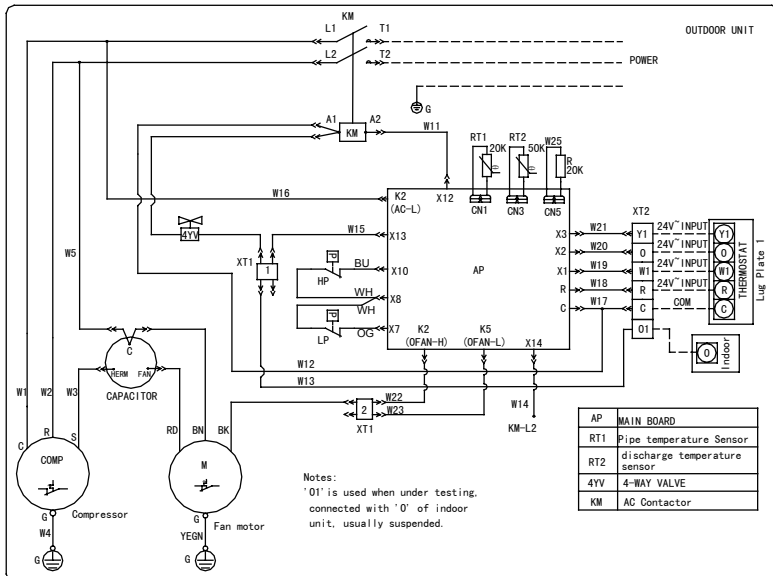 KM
L1
T1
OUTDOOR UNIT
L2
T2
POWER
G
A1
A2
KM
W11
RT1
20K
RT2
50K
W25
R
20K
CN1
CN3
CN5
X12
W16
K2
(AC-L)
XT2
W15
X13
4YV
XT1
1
W5
BU
X10
HP
WH
X8
WH
LP
OG
X7
AP
X3
W21
Y1
24V~INPUT
Y1
X2
W20
O
24V~INPUT
O
X1
W19
W1
24V~INPUT
W1
R
W18
R
24V~INPUT
R
C
W17
C
COM
C
THERMOSTAT
Lug Plate 1
O1
O
Indoor
K2
(OFAN-H)
K5
(OFAN-L)
X14
C
HERM
FAN
CAPACITOR
W12
W13
W1
W2
W3
W22
W23
2
XT1
W14
KM-L2
C
R
S
RD
BN
BK
COMP
Compressor
G
W4
G
M
Fan motor
G
YEGN
G
Notes:
'O1' is used when under testing,
connected with 'O' of indoor
unit, usually suspended.
AP MAIN BOARD
RT1 Pipe temperature Sensor
RT2 discharge temperature
sensor
4YV 4-WAY VALVE
KM AC Contactor